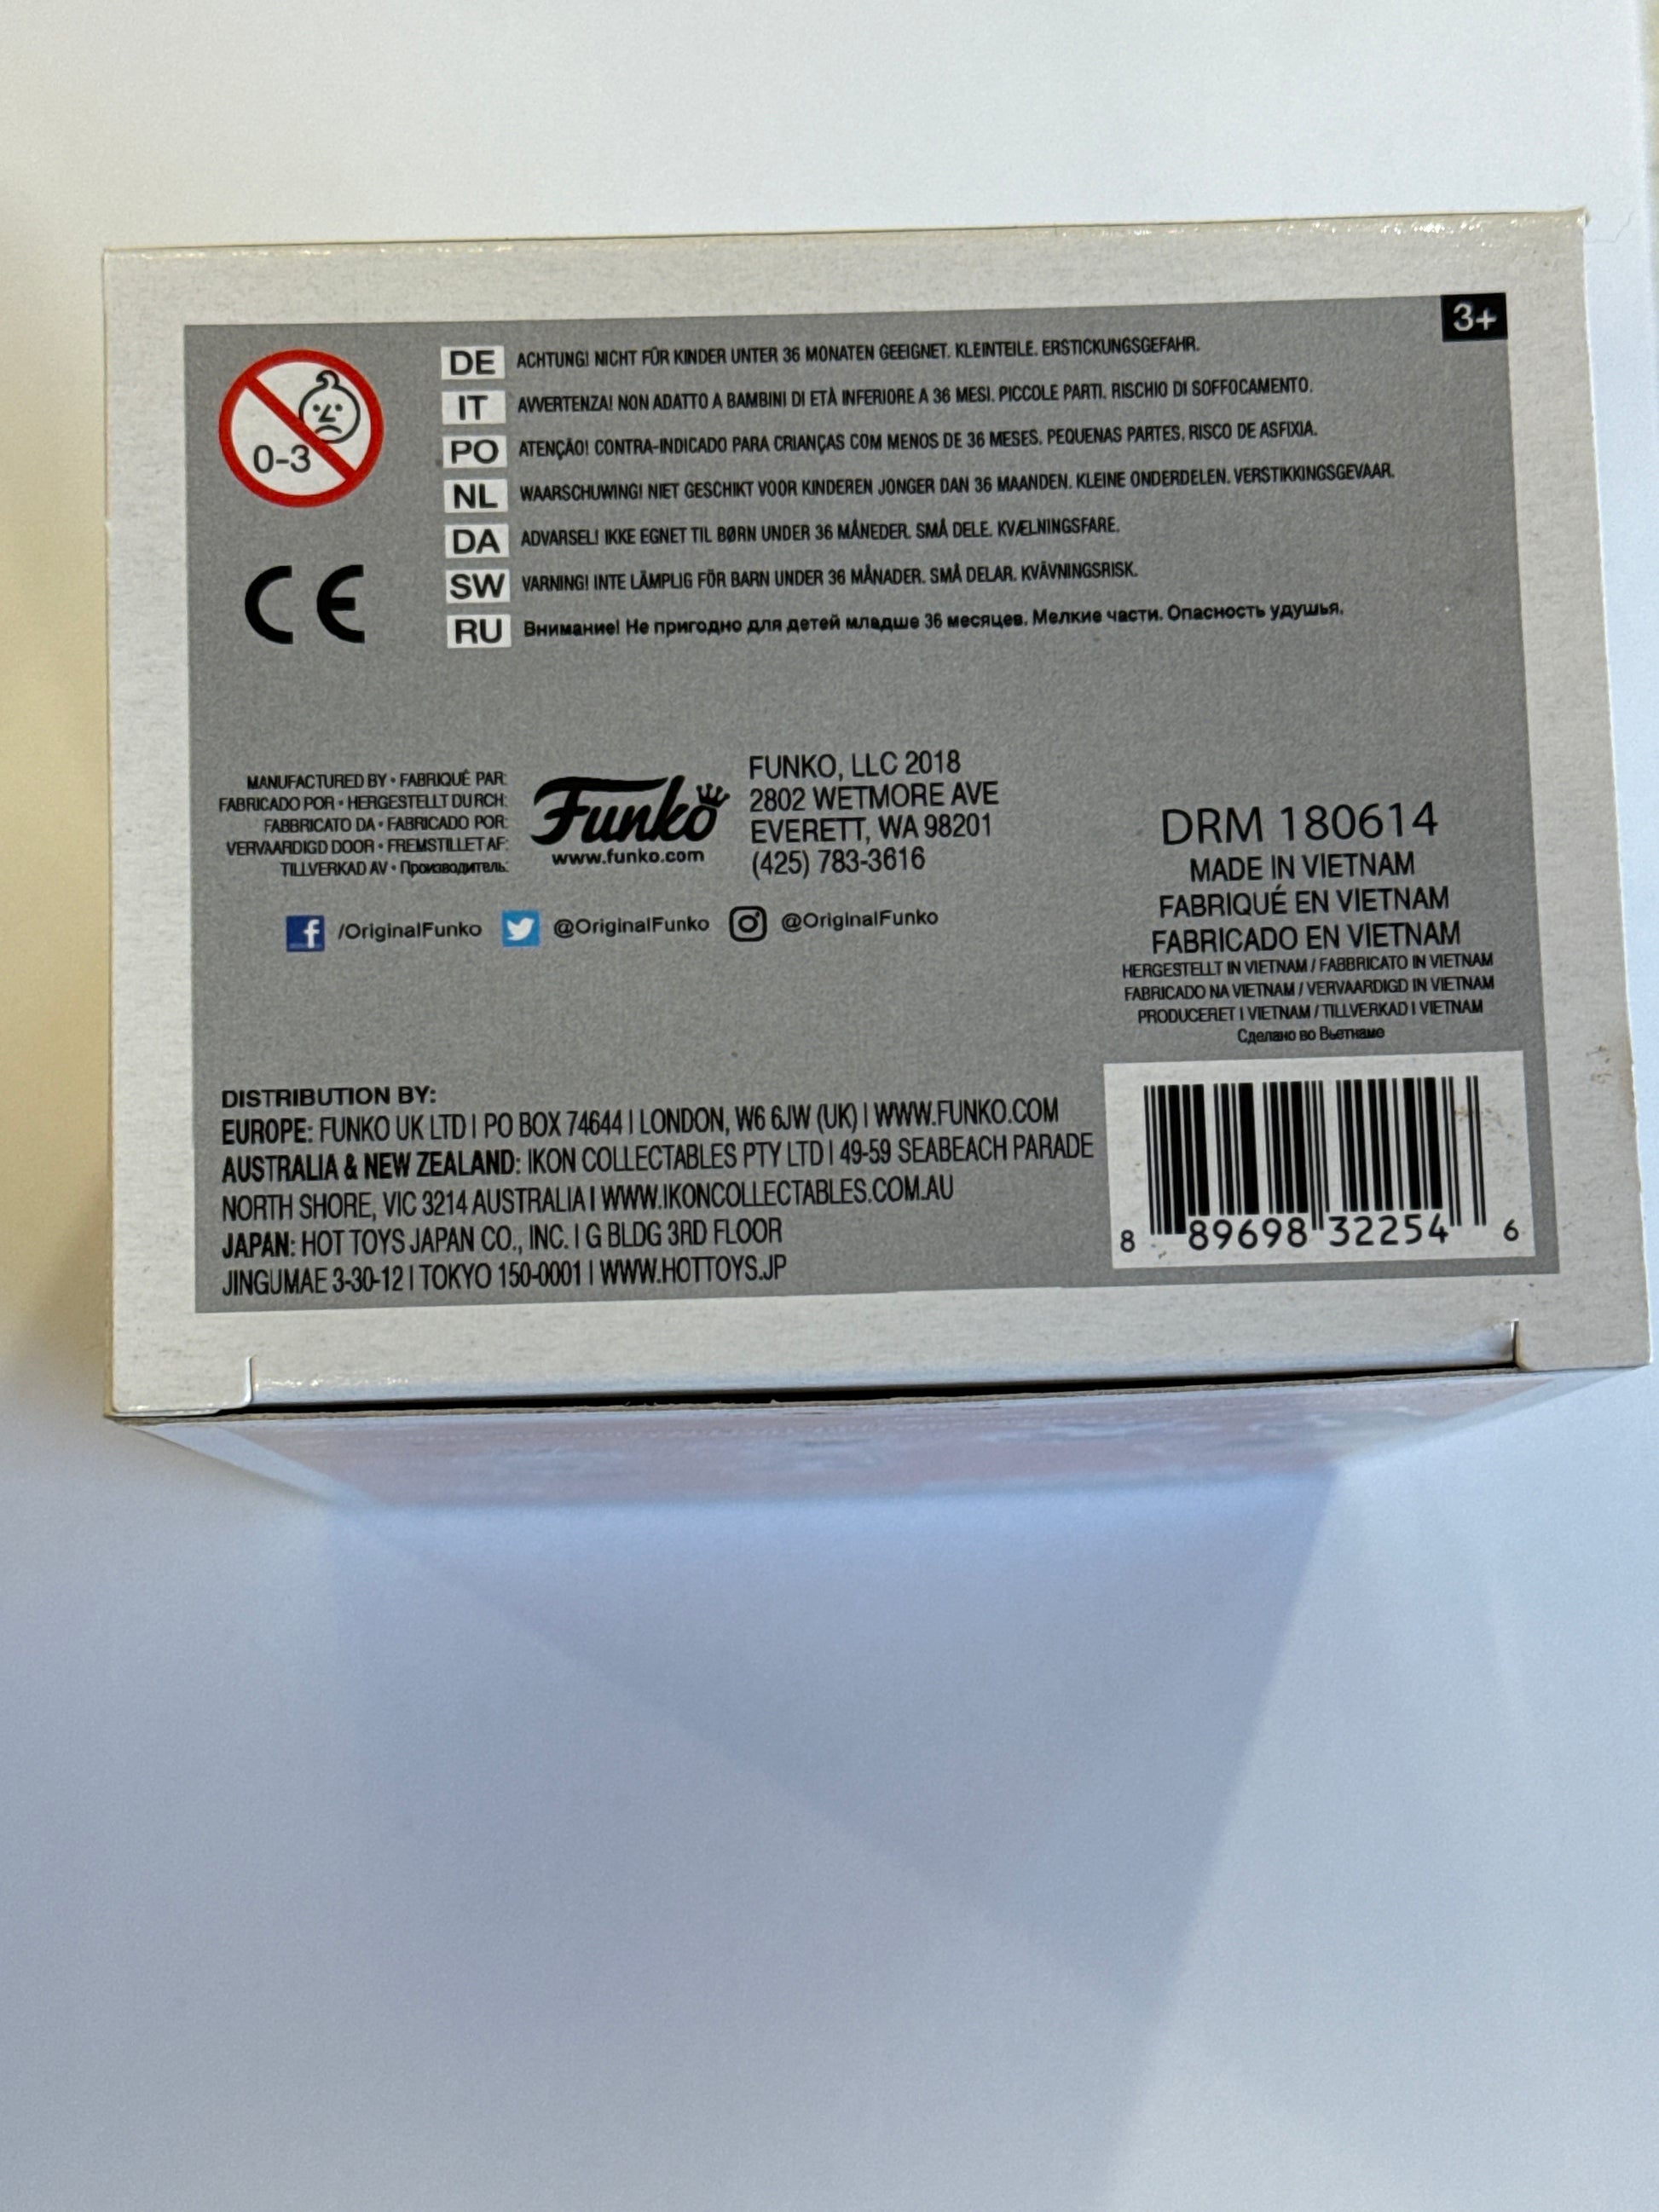 3+
0-3
DE ACHTUNG! NICHT FÜR KINDER UNTER 36 MONATEN GEEIGNET. KLEINTEILE. ERSTICKUNGSGEFAHR.
IT AVVERTENZA! NON ADATTO A BAMBINI DI ETÀ INFERIORE A 36 MESI. PICCOLE PARTI. RISCHIO DI SOFFOCAMENTO.
PO ATENÇÃO! CONTRA-INDICADO PARA CRIANÇAS COM MENOS DE 36 MESES. PEQUENAS PARTES, RISCO DE ASFIXIA.
NL WAARSCHUWING! NIET GESCHIKT VOOR KINDEREN JONGER DAN 36 MAANDEN. KLEINE ONDERDELEN. VERSTIKKINGSGEVAAR.
DA ADVARSEL! IKKE EGNET TIL BØRN UNDER 36 MÅNEDER. SMÅ DELE. KVÆLNINGSFARE.
SW VARNING! INTE LÄMPLIG FÖR BARN UNDER 36 MÅNADER. SMÅ DELAR. KVÄVNINGSRISK.
RU Внимание! Не пригодно для детей младше 36 месяцев. Мелкие части. Опасность удушья.
CE
MANUFACTURED BY • FABRIQUÉ PAR:
FABRICADO POR • HERGESTELLT DURCH:
FABBRICATO DA • FABRICADO POR:
VERVAARDIGD DOOR • FREMSTILLET AF:
TILLVERKAD AV • Производитель:
Funko
www.funko.com
FUNKO, LLC 2018
2802 WETMORE AVE
EVERETT, WA 98201
(425) 783-3616
/OriginalFunko @OriginalFunko @OriginalFunko
DRM 180614
MADE IN VIETNAM
FABRIQUÉ EN VIETNAM
FABRICADO EN VIETNAM
HERGESTELLT IN VIETNAM / FABBRICATO IN VIETNAM
FABRICADO NA VIETNAM / VERVAARDIGD IN VIETNAM
PRODUCERET I VIETNAM / TILLVERKAD I VIETNAM
Сделано во Вьетнаме
DISTRIBUTION BY:
EUROPE: FUNKO UK LTD | PO BOX 74644 | LONDON, W6 6JW (UK) | WWW.FUNKO.COM
AUSTRALIA & NEW ZEALAND: IKON COLLECTABLES PTY LTD | 49-59 SEABEACH PARADE
NORTH SHORE, VIC 3214 AUSTRALIA | WWW.IKONCOLLECTABLES.COM.AU
JAPAN: HOT TOYS JAPAN CO., INC. | G BLDG 3RD FLOOR
JINGUMAE 3-30-12 | TOKYO 150-0001 | WWW.HOTTOYS.JP
8 89698 32254 6